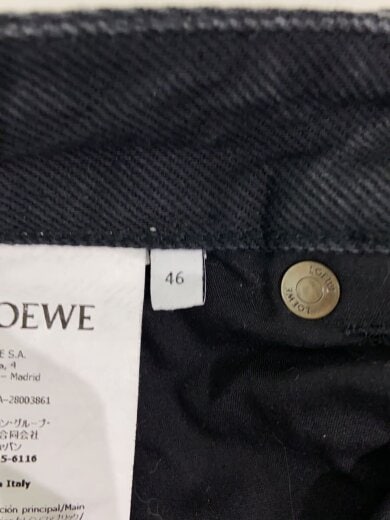 46
LOEWE
LOEWE
OEWE
E S.A.
, 4
– Madrid
A-28003861
ン・グループ・
合同会社
ャパン
5-6116
Italy
ción principal/Main